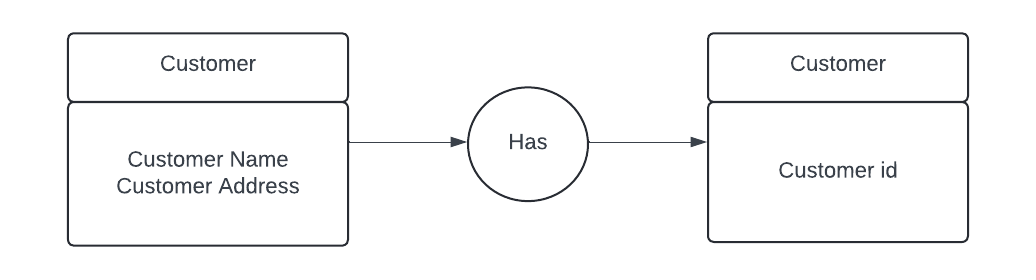 Customer
Customer Name
Customer Address
Has
Customer
Customer id